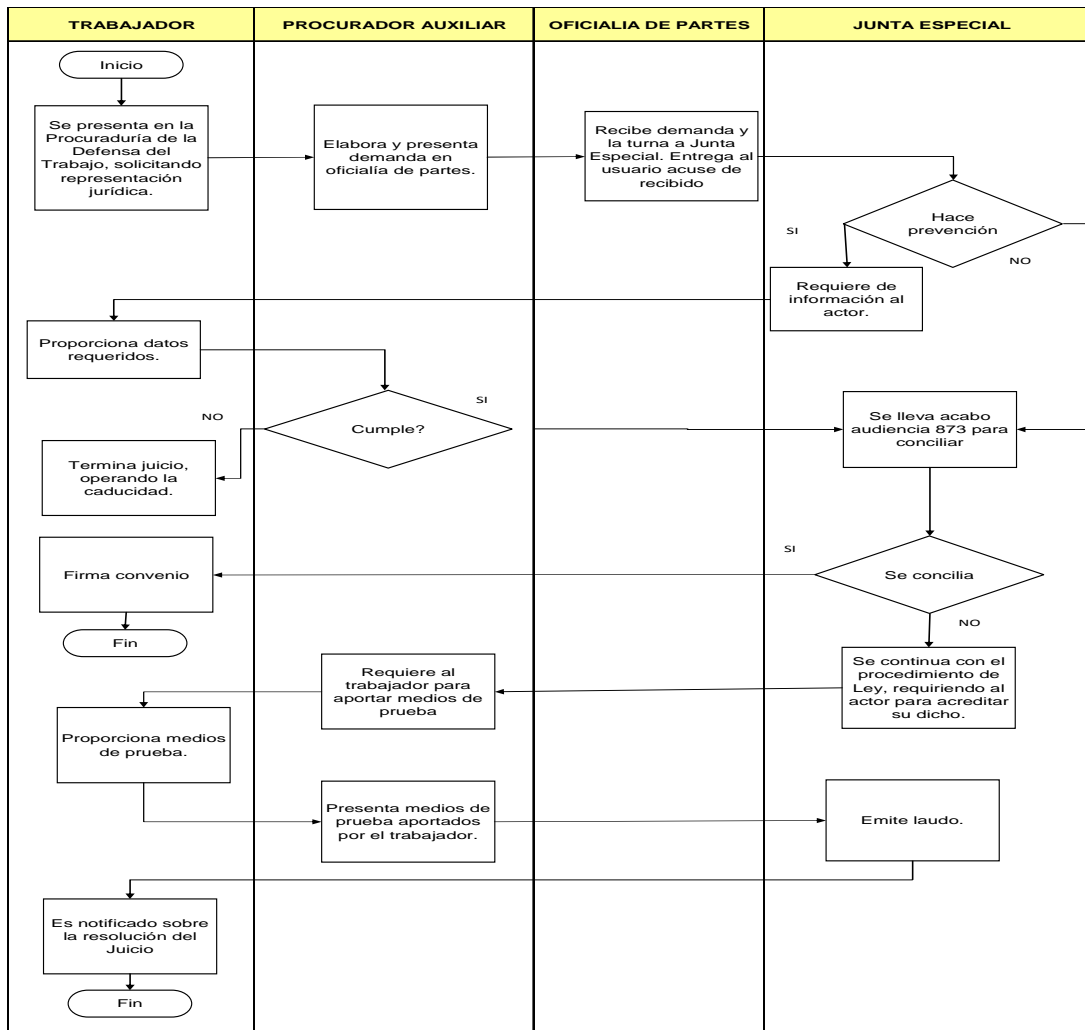 TRABAJADOR
PROCURADOR AUXILIAR
OFICIALIA DE PARTES
JUNTA ESPECIAL
Inicio
Se presenta en la
Procuraduría de la
Defensa del
Trabajo, solicitando
representación
jurídica.
Elabora y presenta
demanda en
oficialía de partes.
Recibe demanda y
la turna a Junta
Especial. Entrega al
usuario acuse de
recibido
Hace
prevención
SI
NO
Requiere de
información al
actor.
Proporciona datos
requeridos.
Cumple?
NO
SI
Termina juicio,
operando la
caducidad.
Se lleva acabo
audiencia 873 para
conciliar
Se concilia
SI
NO
Firma convenio
Fin
Se continua con el
procedimiento de
Ley, requiriendo al
actor para acreditar
su dicho.
Requiere al
trabajador para
aportar medios de
prueba
Proporciona medios
de prueba.
Presenta medios de
prueba aportados
por el trabajador.
Emite laudo.
Es notificado sobre
la resolución del
Juicio
Fin